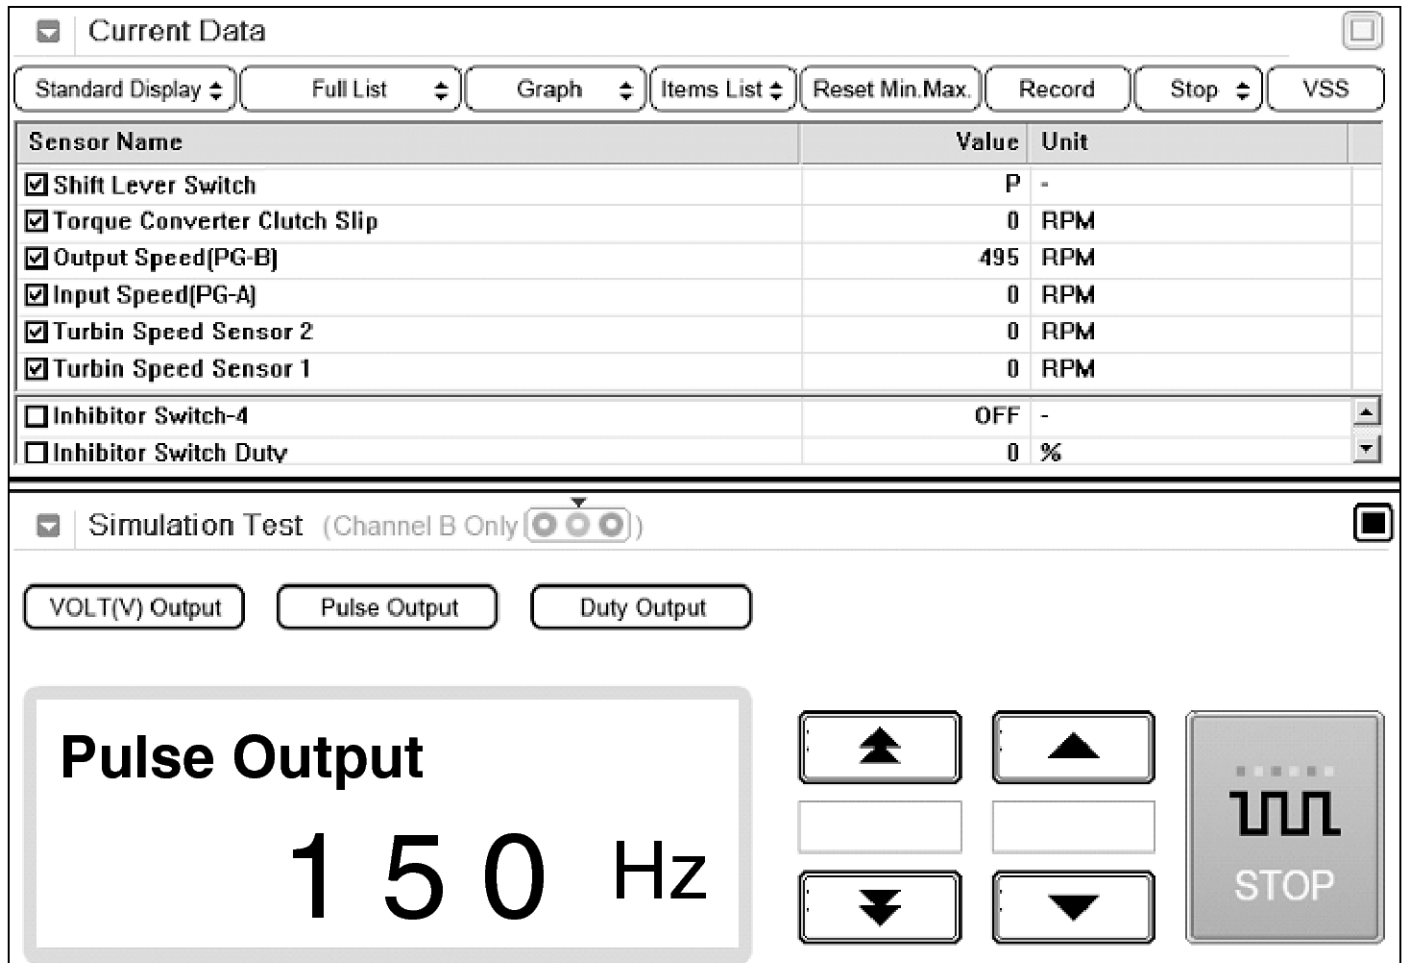 Current Data
Standard Display Full List Graph Items List Reset Min.Max. Record Stop VSS
Sensor Name Value Unit
Shift Lever Switch P -
Torque Converter Clutch Slip 0 RPM
Output Speed(PG-B) 495 RPM
Input Speed(PG-A) 0 RPM
Turbin Speed Sensor 2 0 RPM
Turbin Speed Sensor 1 0 RPM
Inhibitor Switch-4 OFF -
Inhibitor Switch Duty 0 %
Simulation Test (Channel B Only )
VOLT(V) Output Pulse Output Duty Output
Pulse Output
150 Hz
STOP